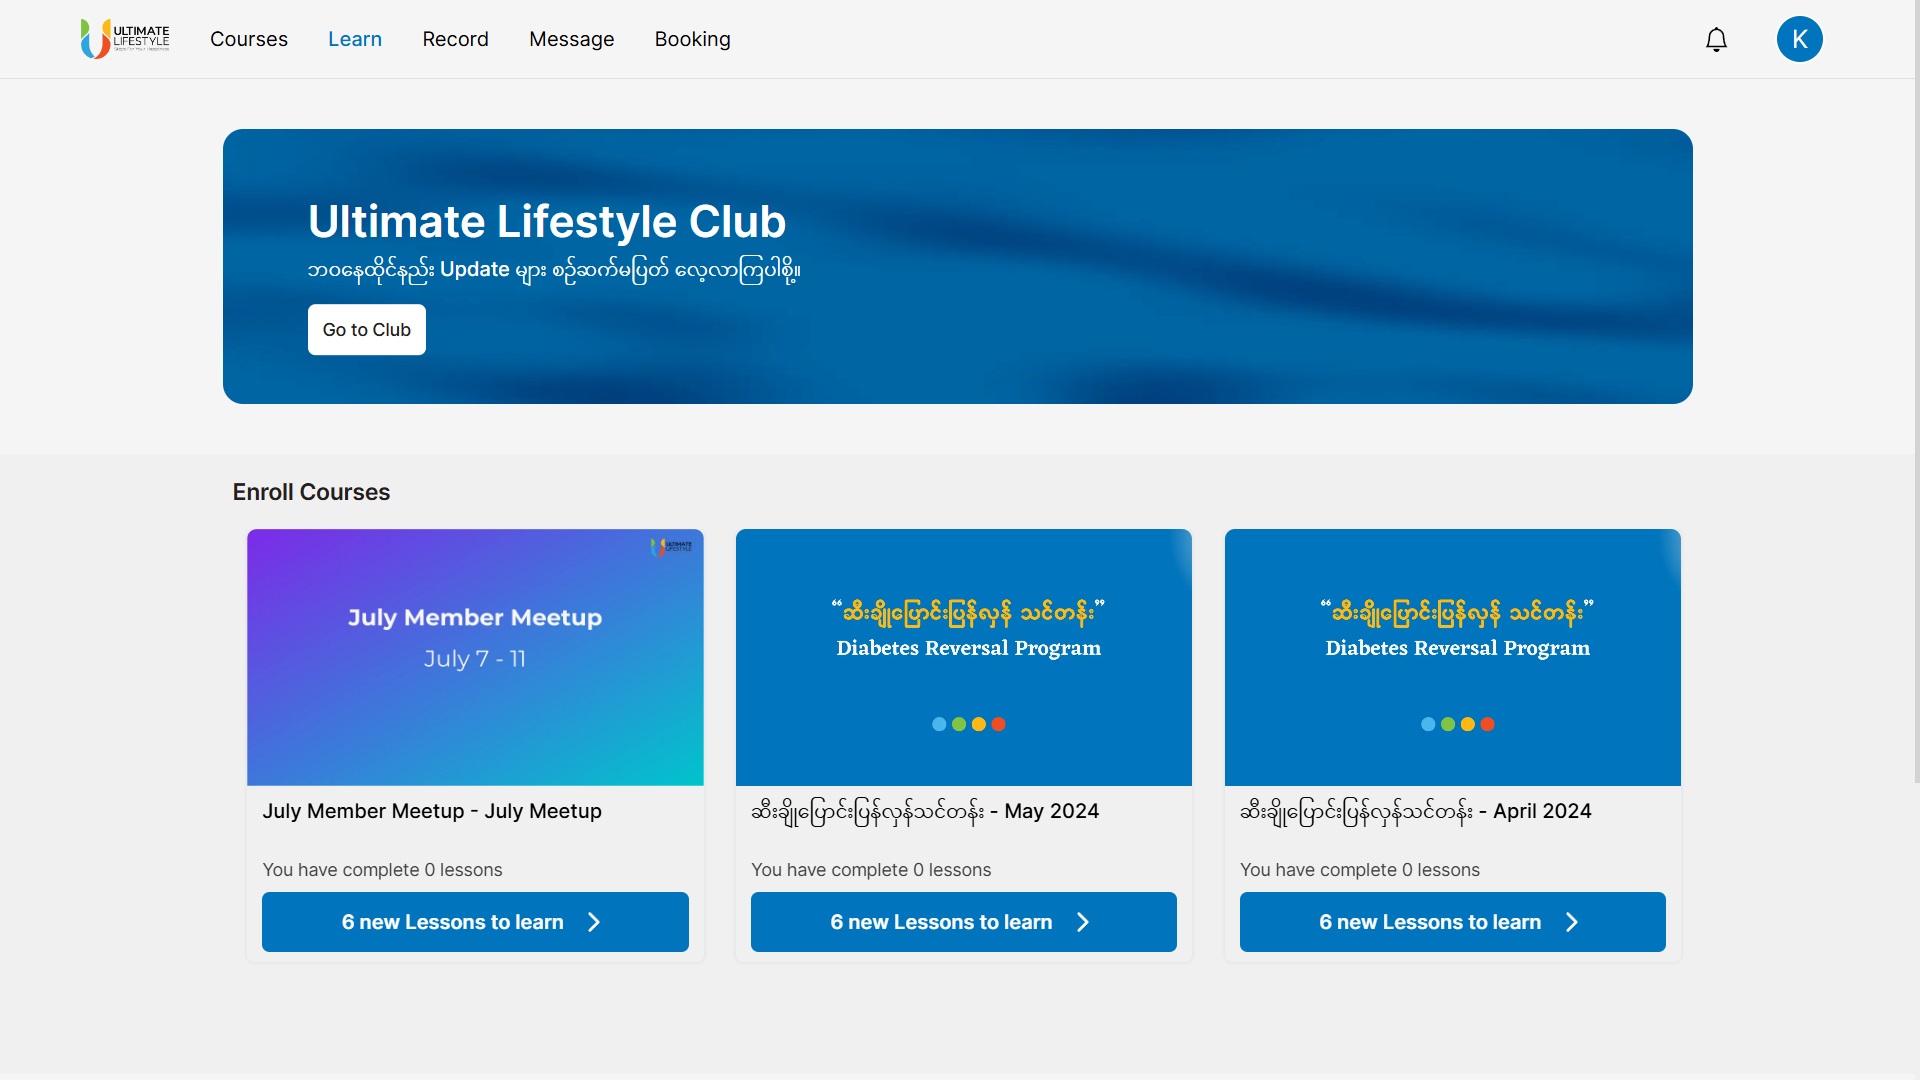 ULTIMATE
LIFESTYLE
Courses
Learn
Record
Message
Booking
K
Ultimate Lifestyle Club
ဘဝနေထိုင်နည်း Update များ စဉ်ဆက်မပြတ် လေ့လာကြပါစို့။
Go to Club
Enroll Courses
ULTIMATE
LIFESTYLE
July Member Meetup
July 7 - 11
July Member Meetup - July Meetup
You have complete 0 lessons
6 new Lessons to learn
“ဆီးချိုပြောင်းပြန်လှန် သင်တန်း”
Diabetes Reversal Program
ဆီးချိုပြောင်းပြန်လှန်သင်တန်း - May 2024
You have complete 0 lessons
6 new Lessons to learn
“ဆီးချိုပြောင်းပြန်လှန် သင်တန်း”
Diabetes Reversal Program
ဆီးချိုပြောင်းပြန်လှန်သင်တန်း - April 2024
You have complete 0 lessons
6 new Lessons to learn